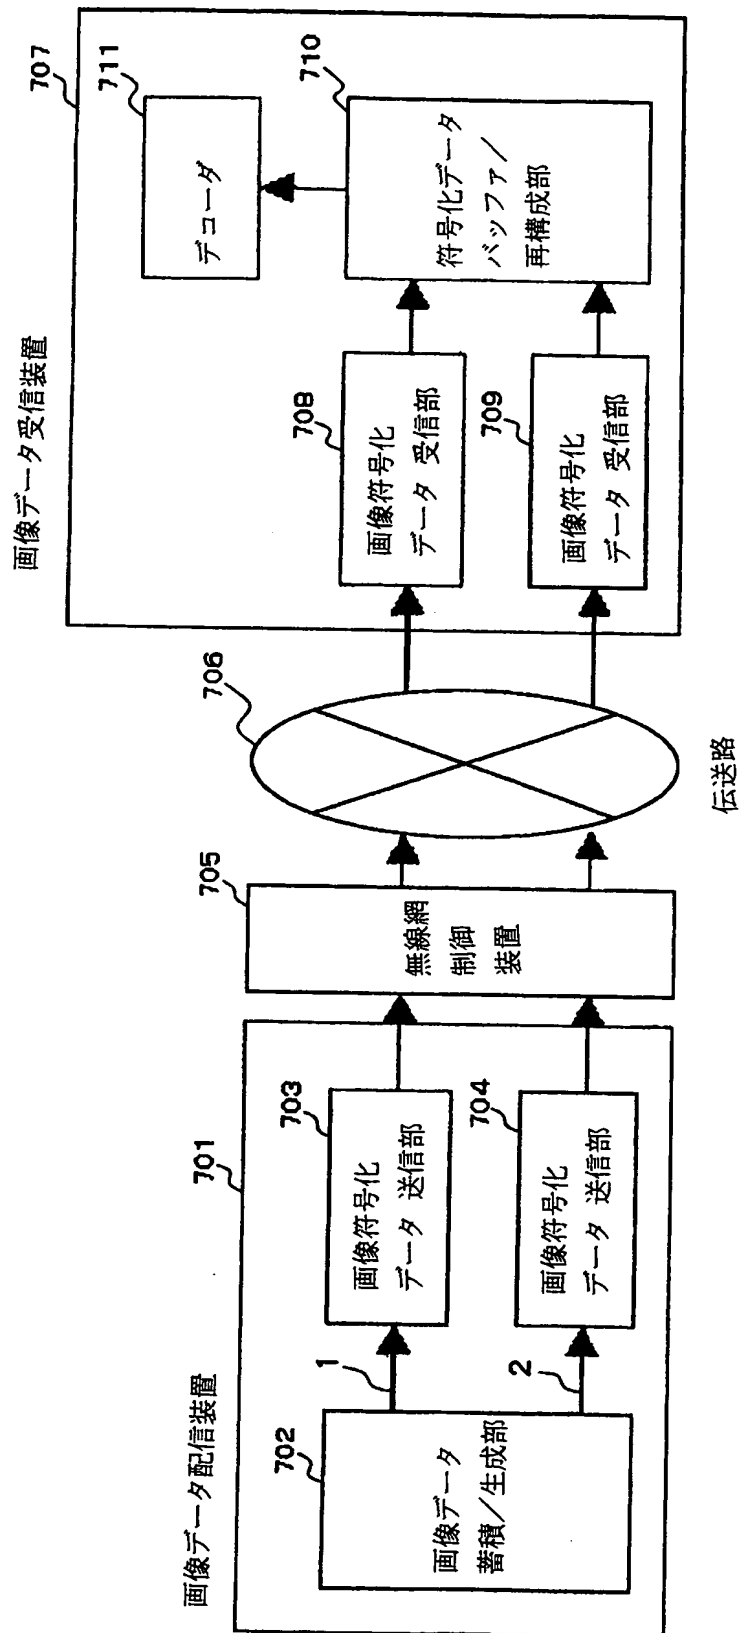 画像データ配信装置
701
702
画像データ
蓄積/生成部
1
2
703
画像符号化
データ 送信部
704
画像符号化
データ 送信部
705
無線網
制御
装置
706
伝送路
画像データ受信装置
707
708
画像符号化
データ 受信部
709
画像符号化
データ 受信部
710
符号化データ
バッファ/
再構成部
711
デコーダ